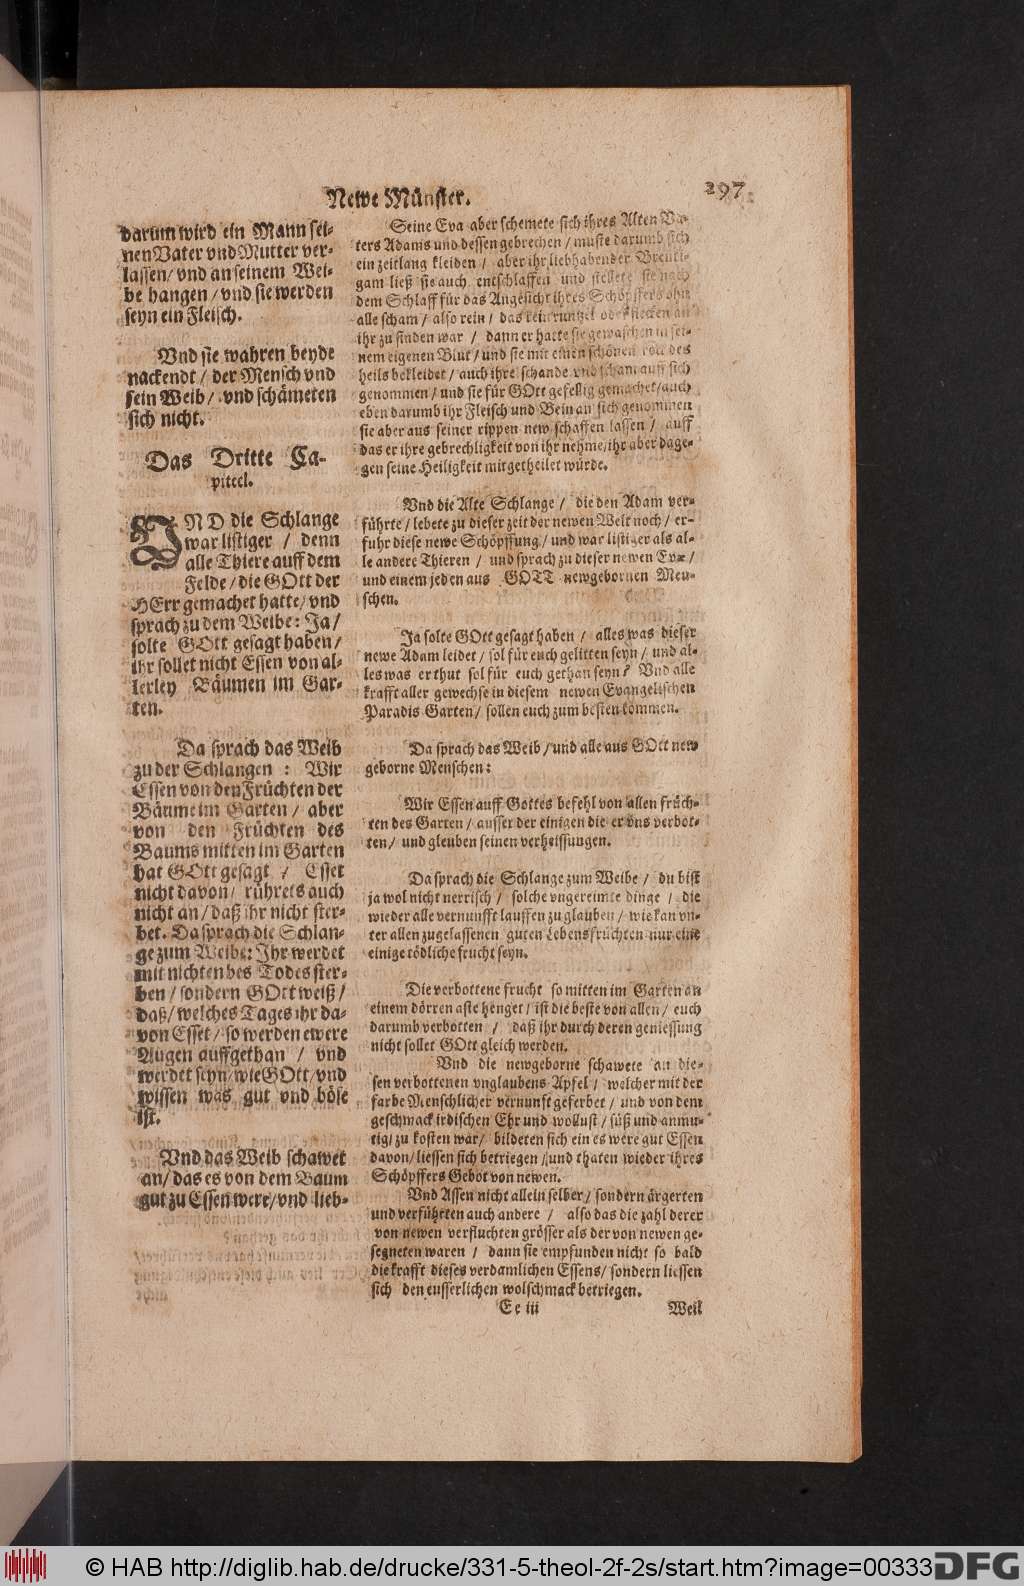 Newe Münster.
297
darum wird ein Mann sei-
nen Vater vnd Mutter ver-
lassen/ vnd an seinem Wei-
be hangen / vnd sie werden
seyn ein Fleisch.
Vnd sie wahren beyde
nackendt / der Mensch vnd
sein Weib / vnd schämeten
sich nicht.
Das Dritte Ca-
pitel.
VND die Schlange
war listiger / denn
alle Thiere auff dem
Felde / die GOtt der
HErr gemachet hatte/ vnd
sprach zu dem Weibe: Ja/
solte GOtt gesagt haben/
ihr sollet nicht Essen von al-
lerley Bäumen im Gar-
ten.
Da sprach das Weib
zu der Schlangen : Wir
Essen von den Früchten der
Bäume im Garten / aber
von den Früchten des
Baums mitten im Garten
hat GOtt gesagt / Esset
nicht davon/ rührets auch
nicht an / daß ihr nicht ster-
bet. Da sprach die Schlan-
ge zum Weibe: Ihr werdet
mit nichten des Todes ster-
ben / sondern GOtt weiß /
daß/ welches Tages ihr da-
von Esset / so werden ewere
Augen auffgethan / vnd
werdet seyn/ wie GOtt/ vnd
wissen was gut vnd böse
ist.
Vnd das Weib schawet
an/ das es von dem Baum
gut zu Essen were/ vnd lieb-
Seine Eva aber schemete sich ihres Alten Va-
ters Adams und dessen gebrechen / muste darumb sich
ein zeitlang kleiden / aber ihr liebhabender Breuti-
gam ließ sie auch entschlaffen und stellete sie nach
dem Schlaff für das Angesicht ihres Schöpffers ohn
alle scham / also rein / das kein runtzel oder flecken an
ihr zu finden war / dann er hatte sie gewaschen in sei-
nem eigenen Blut / und sie mit einen schönen rock des
heils bekleidet / auch ihre schande vnd scham auff sich
genommen / und sie für GOtt gefellig gemachet / auch
eben darumb ihr Fleisch und Bein an sich genommen
sie aber aus seiner rippen new schaffen lassen / auff
das er ihre gebrechligkeit von ihr nehme/ ihr aber dage-
gen seine Heiligkeit mitgetheilet würde.
Vnd die Alte Schlange / die den Adam ver-
führte / lebete zu dieser zeit der newen Welt noch / er-
fuhr diese newe Schöpffung / und war listiger als al-
le andere Thieren / und sprach zu dieser newen Eva /
und einem jeden aus GOTT newgebornen Men-
schen.
Ja solte GOtt gesagt haben / alles was dieser
newe Adam leidet / sol für euch gelitten seyn / und al-
les was er thut sol für euch gethan seyn? Vnd alle
krafft aller gewechse in diesem newen Evangelischen
Paradis Garten / sollen euch zum besten kommen.
Da sprach das Weib / und alle aus GOtt new
geborne Menschen:
Wir Essen auff Gottes befehl von allen früch-
ten des Garten / ausser der einigen die er vns verbot-
ten / und gleuben seinen verheissungen.
Da sprach die Schlange zum Weibe / du bist
ja wol nicht nerrisch / solche vngereimte dinge / die
wieder alle vernunfft lauffen zu glauben / wie kan vn-
ter allen zugelassenen guten Lebensfrüchten nur eine
einige tödliche frucht seyn.
Die verbottene frucht so mitten im Garten an
einem dörren aste henget / ist die beste von allen / euch
darumb verbotten / daß ihr durch deren geniessung
nicht sollet GOtt gleich werden.
Vnd die newgeborne schawete an die-
sen verbottenen vnglaubens Apfel / welcher mit der
farbe Menschlicher vernunft geferbet / und von dem
geschmack irdischen Ehr und wollust / süß und anmu-
tig/ zu kosten war/ bildeten sich ein es were gut Essen
davon/ liessen sich betriegen / und thaten wieder ihres
Schöpffers Gebot von newen.
Vnd Assen nicht allein selber/ sondern ärgerten
und verführten auch andere / also das die zahl derer
von newen verfluchten grösser als der von newen ge-
segneten waren / dann sie empfunden nicht so bald
die krafft dieses verdamlichen Essens/ sondern liessen
sich den eusserlichen wolschmack betriegen.
Ee iii
Weil
© HAB http://diglib.hab.de/drucke/331-5-theol-2f-2s/start.htm?image=00333
DFG